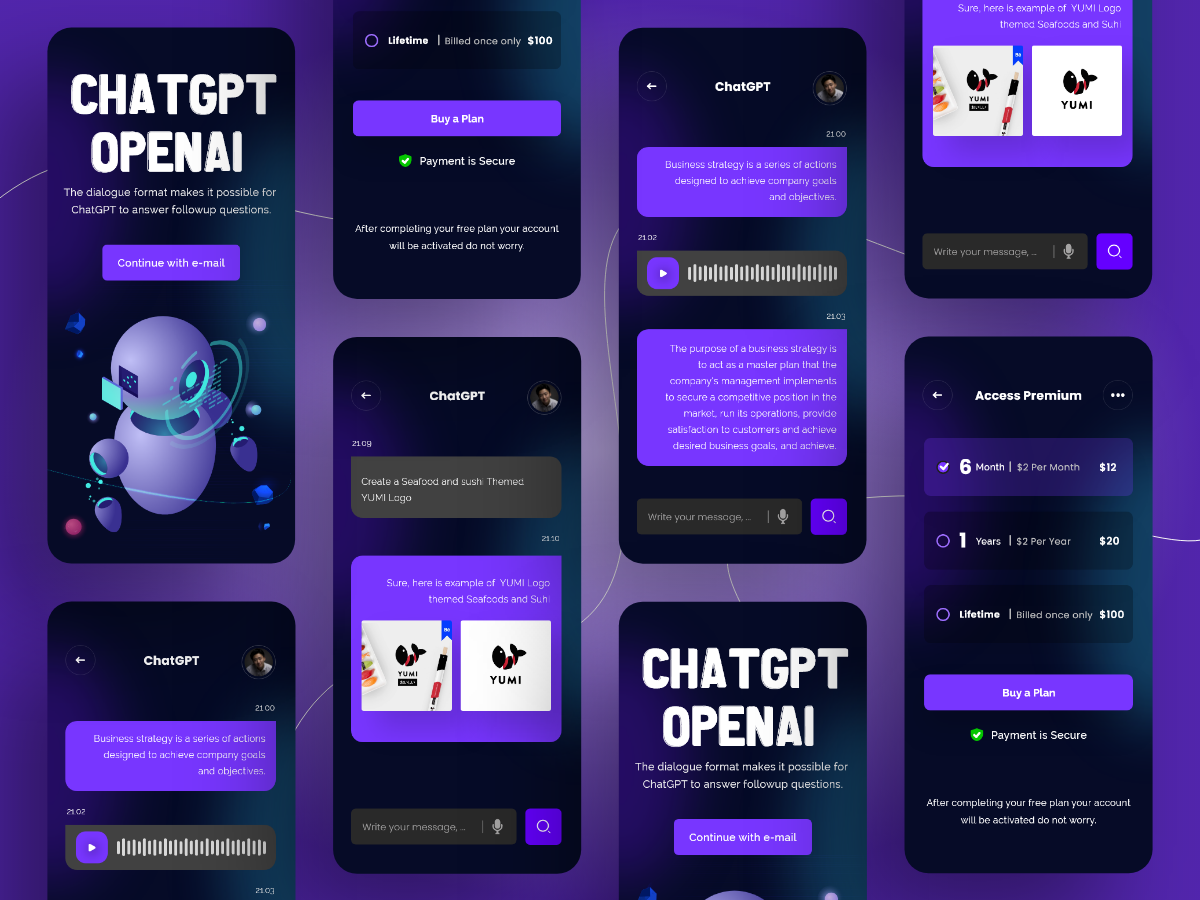 CHATGPT
OPENAI
The dialogue format makes it possible for
ChatGPT to answer followup questions.
Continue with e-mail
ChatGPT
21:00
Business strategy is a series of actions
designed to achieve company goals
and objectives.
21:02
21:03
Lifetime | Billed once only $100
Buy a Plan
Payment is Secure
After completing your free plan your account
will be activated do not worry.
ChatGPT
21:09
Create a Seafood and sushi Themed
YUMI Logo
21:10
Sure, here is example of YUMI Logo
themed Seafoods and Suhi
YUMI
YUMI
Write your message, ...
ChatGPT
21:00
Business strategy is a series of actions
designed to achieve company goals
and objectives.
21:02
21:03
The purpose of a business strategy is
to act as a master plan that the
company's management implements
to secure a competitive position in the
market, run its operations, provide
satisfaction to customers and achieve
desired business goals, and achieve.
Write your message, ...
CHATGPT
OPENAI
The dialogue format makes it possible for
ChatGPT to answer followup questions.
Continue with e-mail
Sure, here is example of YUMI Logo
themed Seafoods and Suhi
YUMI
YUMI
Write your message, ...
Access Premium
6 Month | $2 Per Month $12
1 Years | $2 Per Year $20
Lifetime | Billed once only $100
Buy a Plan
Payment is Secure
After completing your free plan your account
will be activated do not worry.